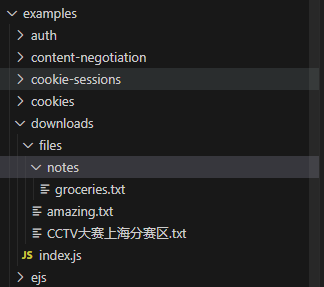 examples
auth
content-negotiation
cookie-sessions
cookies
downloads
files
notes
groceries.txt
amazing.txt
CCTV大赛上海分赛区.txt
JS index.js
ejs